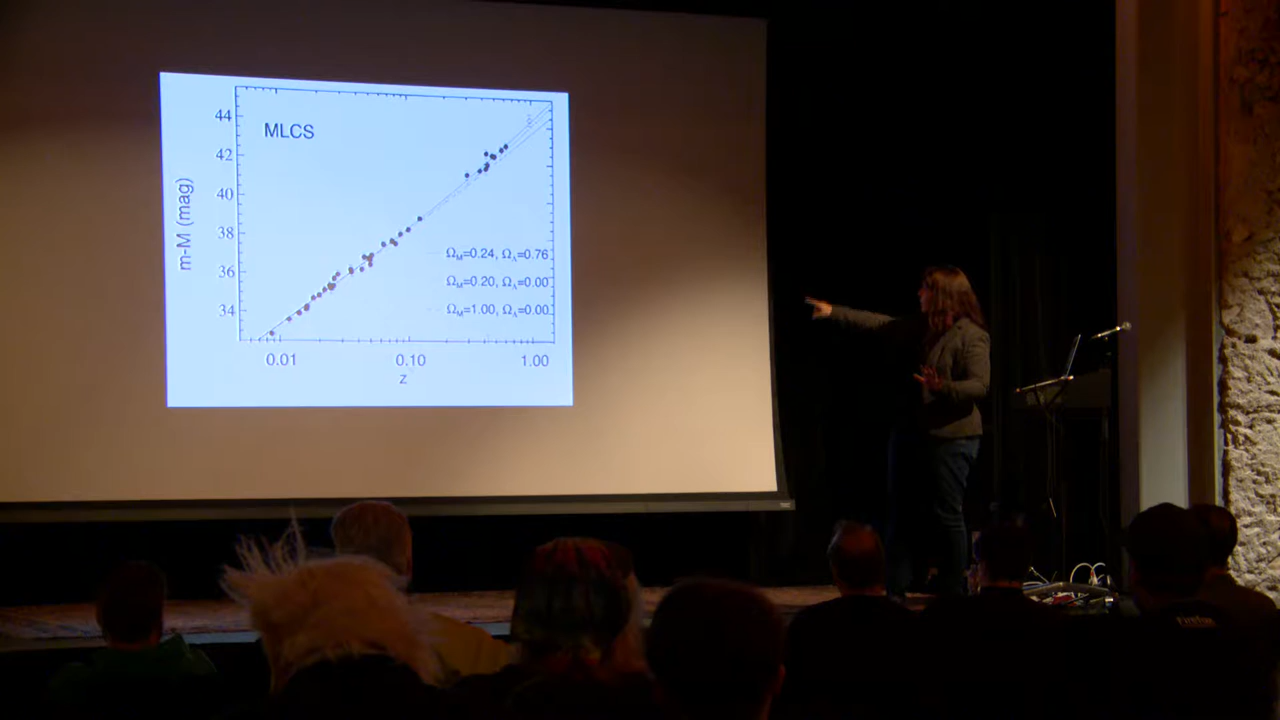 MLCS
44
42
40
38
36
34
m-M (mag)
Ω_M=0.24, Ω_Λ=0.76
Ω_M=0.20, Ω_Λ=0.00
Ω_M=1.00, Ω_Λ=0.00
0.01 0.10 1.00
z